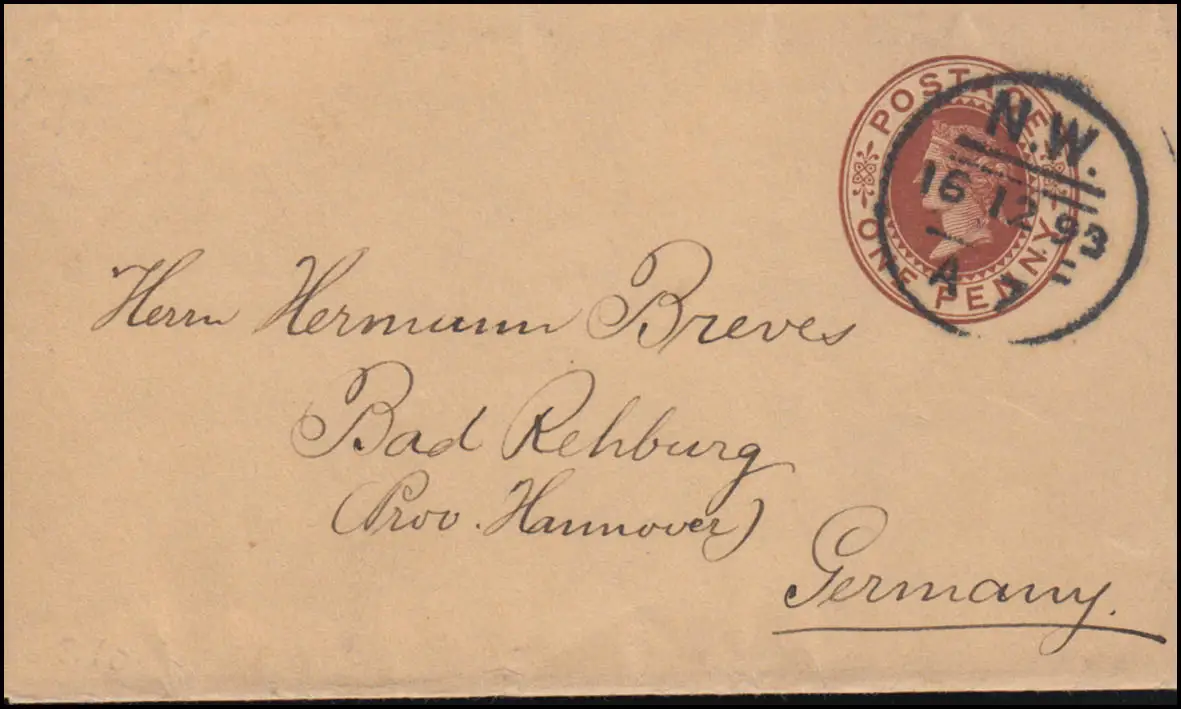 POSTAGE
ONE PENNY
N.W.
16 12 93
A
Herrn Hermann Breves
Bad Rehburg
(Prov. Hannover)
Germany.